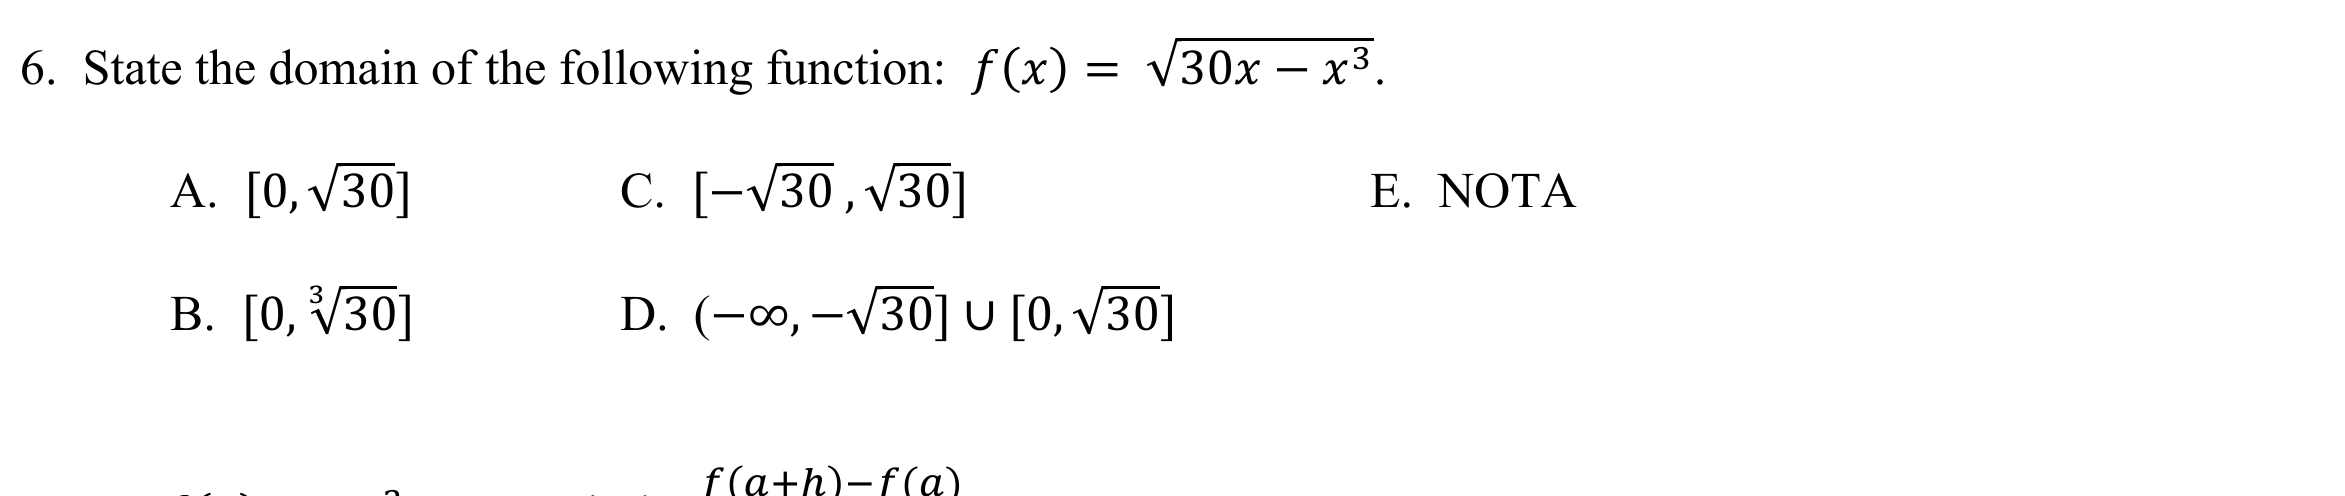 6. State the domain of the following function: f(x) = √(30x − x³).
A. [0, √30] C. [−√30 , √30] E. NOTA
B. [0, ∛30] D. (−∞, −√30] ∪ [0, √30]
f(a+h)−f(a)